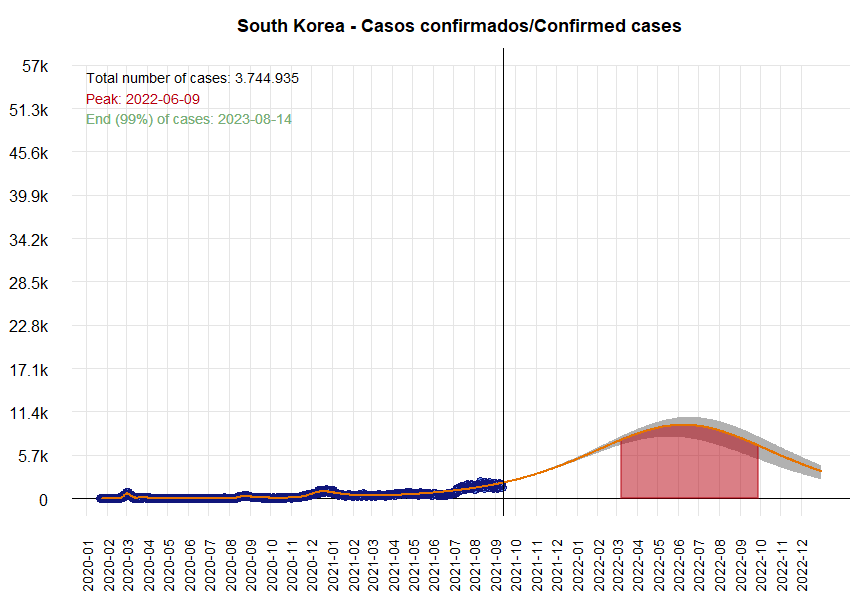 South Korea - Casos confirmados/Confirmed cases
57k
51.3k
45.6k
39.9k
34.2k
28.5k
22.8k
17.1k
11.4k
5.7k
0
Total number of cases: 3.744.935
Peak: 2022-06-09
End (99%) of cases: 2023-08-14
2020-01
2020-02
2020-03
2020-04
2020-05
2020-06
2020-07
2020-08
2020-09
2020-10
2020-11
2020-12
2021-01
2021-02
2021-03
2021-04
2021-05
2021-06
2021-07
2021-08
2021-09
2021-10
2021-11
2021-12
2022-01
2022-02
2022-03
2022-04
2022-05
2022-06
2022-07
2022-08
2022-09
2022-10
2022-11
2022-12